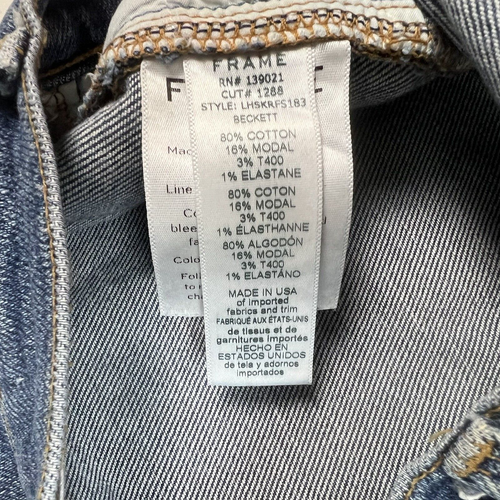 FRAME
RN# 139021
CUT# 1288
STYLE: LHSKRFS183
BECKETT
80% COTTON
16% MODAL
3% T400
1% ELASTANE
80% COTON
16% MODAL
3% T400
1% ÉLASTHANNE
80% ALGODÓN
16% MODAL
3% T400
1% ELASTÁNO
MADE IN USA
of imported
fabrics and trim
FABRIQUÉ AUX ÉTATS-UNIS
de tissus et de
garnitures importés
HECHO EN
ESTADOS UNIDOS
de tela y adornos
importados
Line